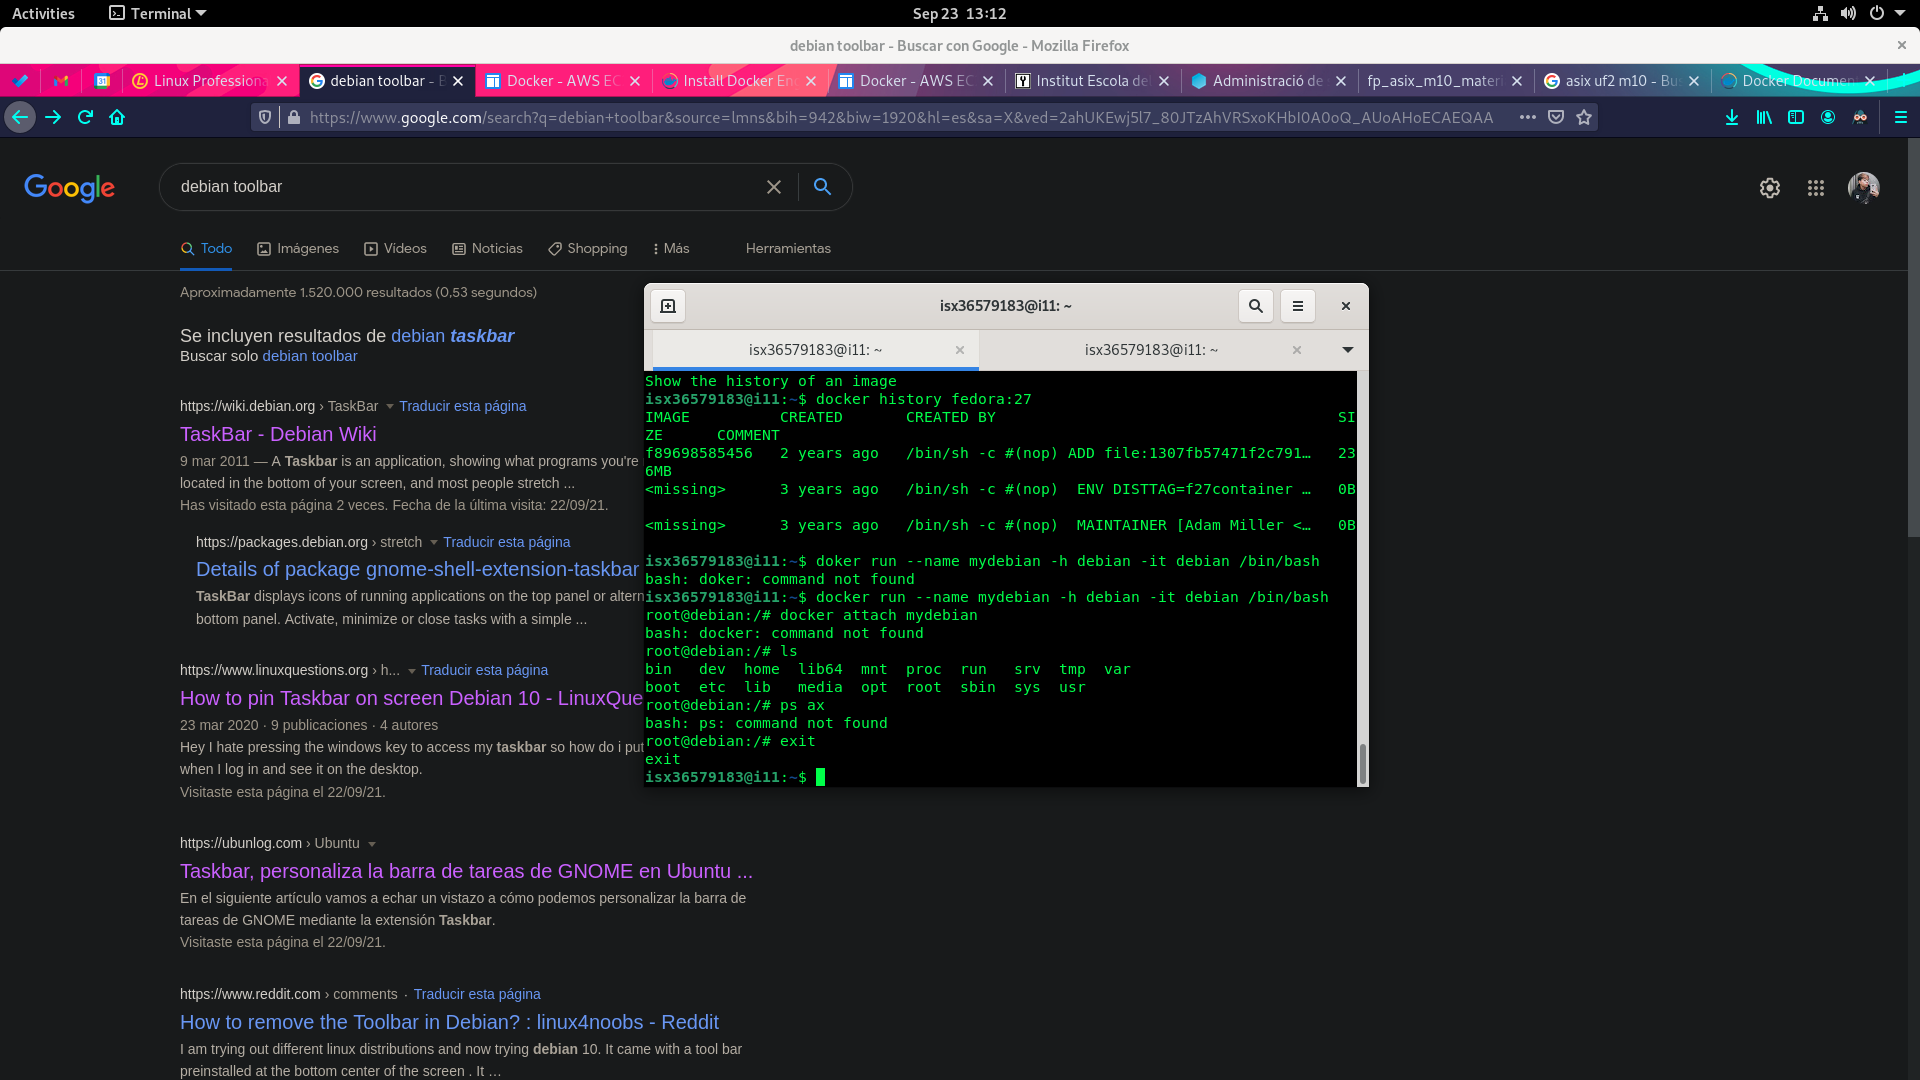 Activities
Terminal
Sep 23 13:12
debian toolbar - Buscar con Google - Mozilla Firefox
31
Linux Professiona
debian toolbar - B
Docker - AWS EC
Install Docker En
Docker - AWS EC
Institut Escola de
Administració de
fp_asix_m10_materi
asix uf2 m10 - Bus
Docker Documen
https://www.google.com/search?q=debian+toolbar&source=lmns&bih=942&biw=1920&hl=es&sa=X&ved=2ahUKEwj5l7_80JTzAhVRSxoKHbI0A0oQ_AUoAHoECAEQAA
Google
debian toolbar
Todo
Imágenes
Vídeos
Noticias
Shopping
Más
Herramientas
Aproximadamente 1.520.000 resultados (0,53 segundos)
Se incluyen resultados de debian taskbar
Buscar solo debian toolbar
https://wiki.debian.org › TaskBar
Traducir esta página
TaskBar - Debian Wiki
9 mar 2011 — A Taskbar is an application, showing what programs you're
located in the bottom of your screen, and most people stretch ...
Has visitado esta página 2 veces. Fecha de la última visita: 22/09/21.
https://packages.debian.org › stretch
Traducir esta página
Details of package gnome-shell-extension-taskbar
TaskBar displays icons of running applications on the top panel or altern
bottom panel. Activate, minimize or close tasks with a simple ...
https://www.linuxquestions.org › h...
Traducir esta página
How to pin Taskbar on screen Debian 10 - LinuxQue
23 mar 2020 · 9 publicaciones · 4 autores
Hey I hate pressing the windows key to access my taskbar so how do i put
when I log in and see it on the desktop.
Visitaste esta página el 22/09/21.
https://ubunlog.com › Ubuntu
Taskbar, personaliza la barra de tareas de GNOME en Ubuntu ...
En el siguiente artículo vamos a echar un vistazo a cómo podemos personalizar la barra de
tareas de GNOME mediante la extensión Taskbar.
Visitaste esta página el 22/09/21.
https://www.reddit.com › comments ·
Traducir esta página
How to remove the Toolbar in Debian? : linux4noobs - Reddit
I am trying out different linux distributions and now trying debian 10. It came with a tool bar
preinstalled at the bottom center of the screen . It ...
isx36579183@i11: ~
isx36579183@i11: ~
isx36579183@i11: ~
Show the history of an image
isx36579183@i11:~$ docker history fedora:27
IMAGE CREATED CREATED BY SI
ZE COMMENT
f89698585456 2 years ago /bin/sh -c #(nop) ADD file:1307fb57471f2c791… 23
6MB
<missing> 3 years ago /bin/sh -c #(nop) ENV DISTTAG=f27container … 0B
<missing> 3 years ago /bin/sh -c #(nop) MAINTAINER [Adam Miller <… 0B
isx36579183@i11:~$ doker run --name mydebian -h debian -it debian /bin/bash
bash: doker: command not found
isx36579183@i11:~$ docker run --name mydebian -h debian -it debian /bin/bash
root@debian:/# docker attach mydebian
bash: docker: command not found
root@debian:/# ls
bin dev home lib64 mnt proc run srv tmp var
boot etc lib media opt root sbin sys usr
root@debian:/# ps ax
bash: ps: command not found
root@debian:/# exit
exit
isx36579183@i11:~$